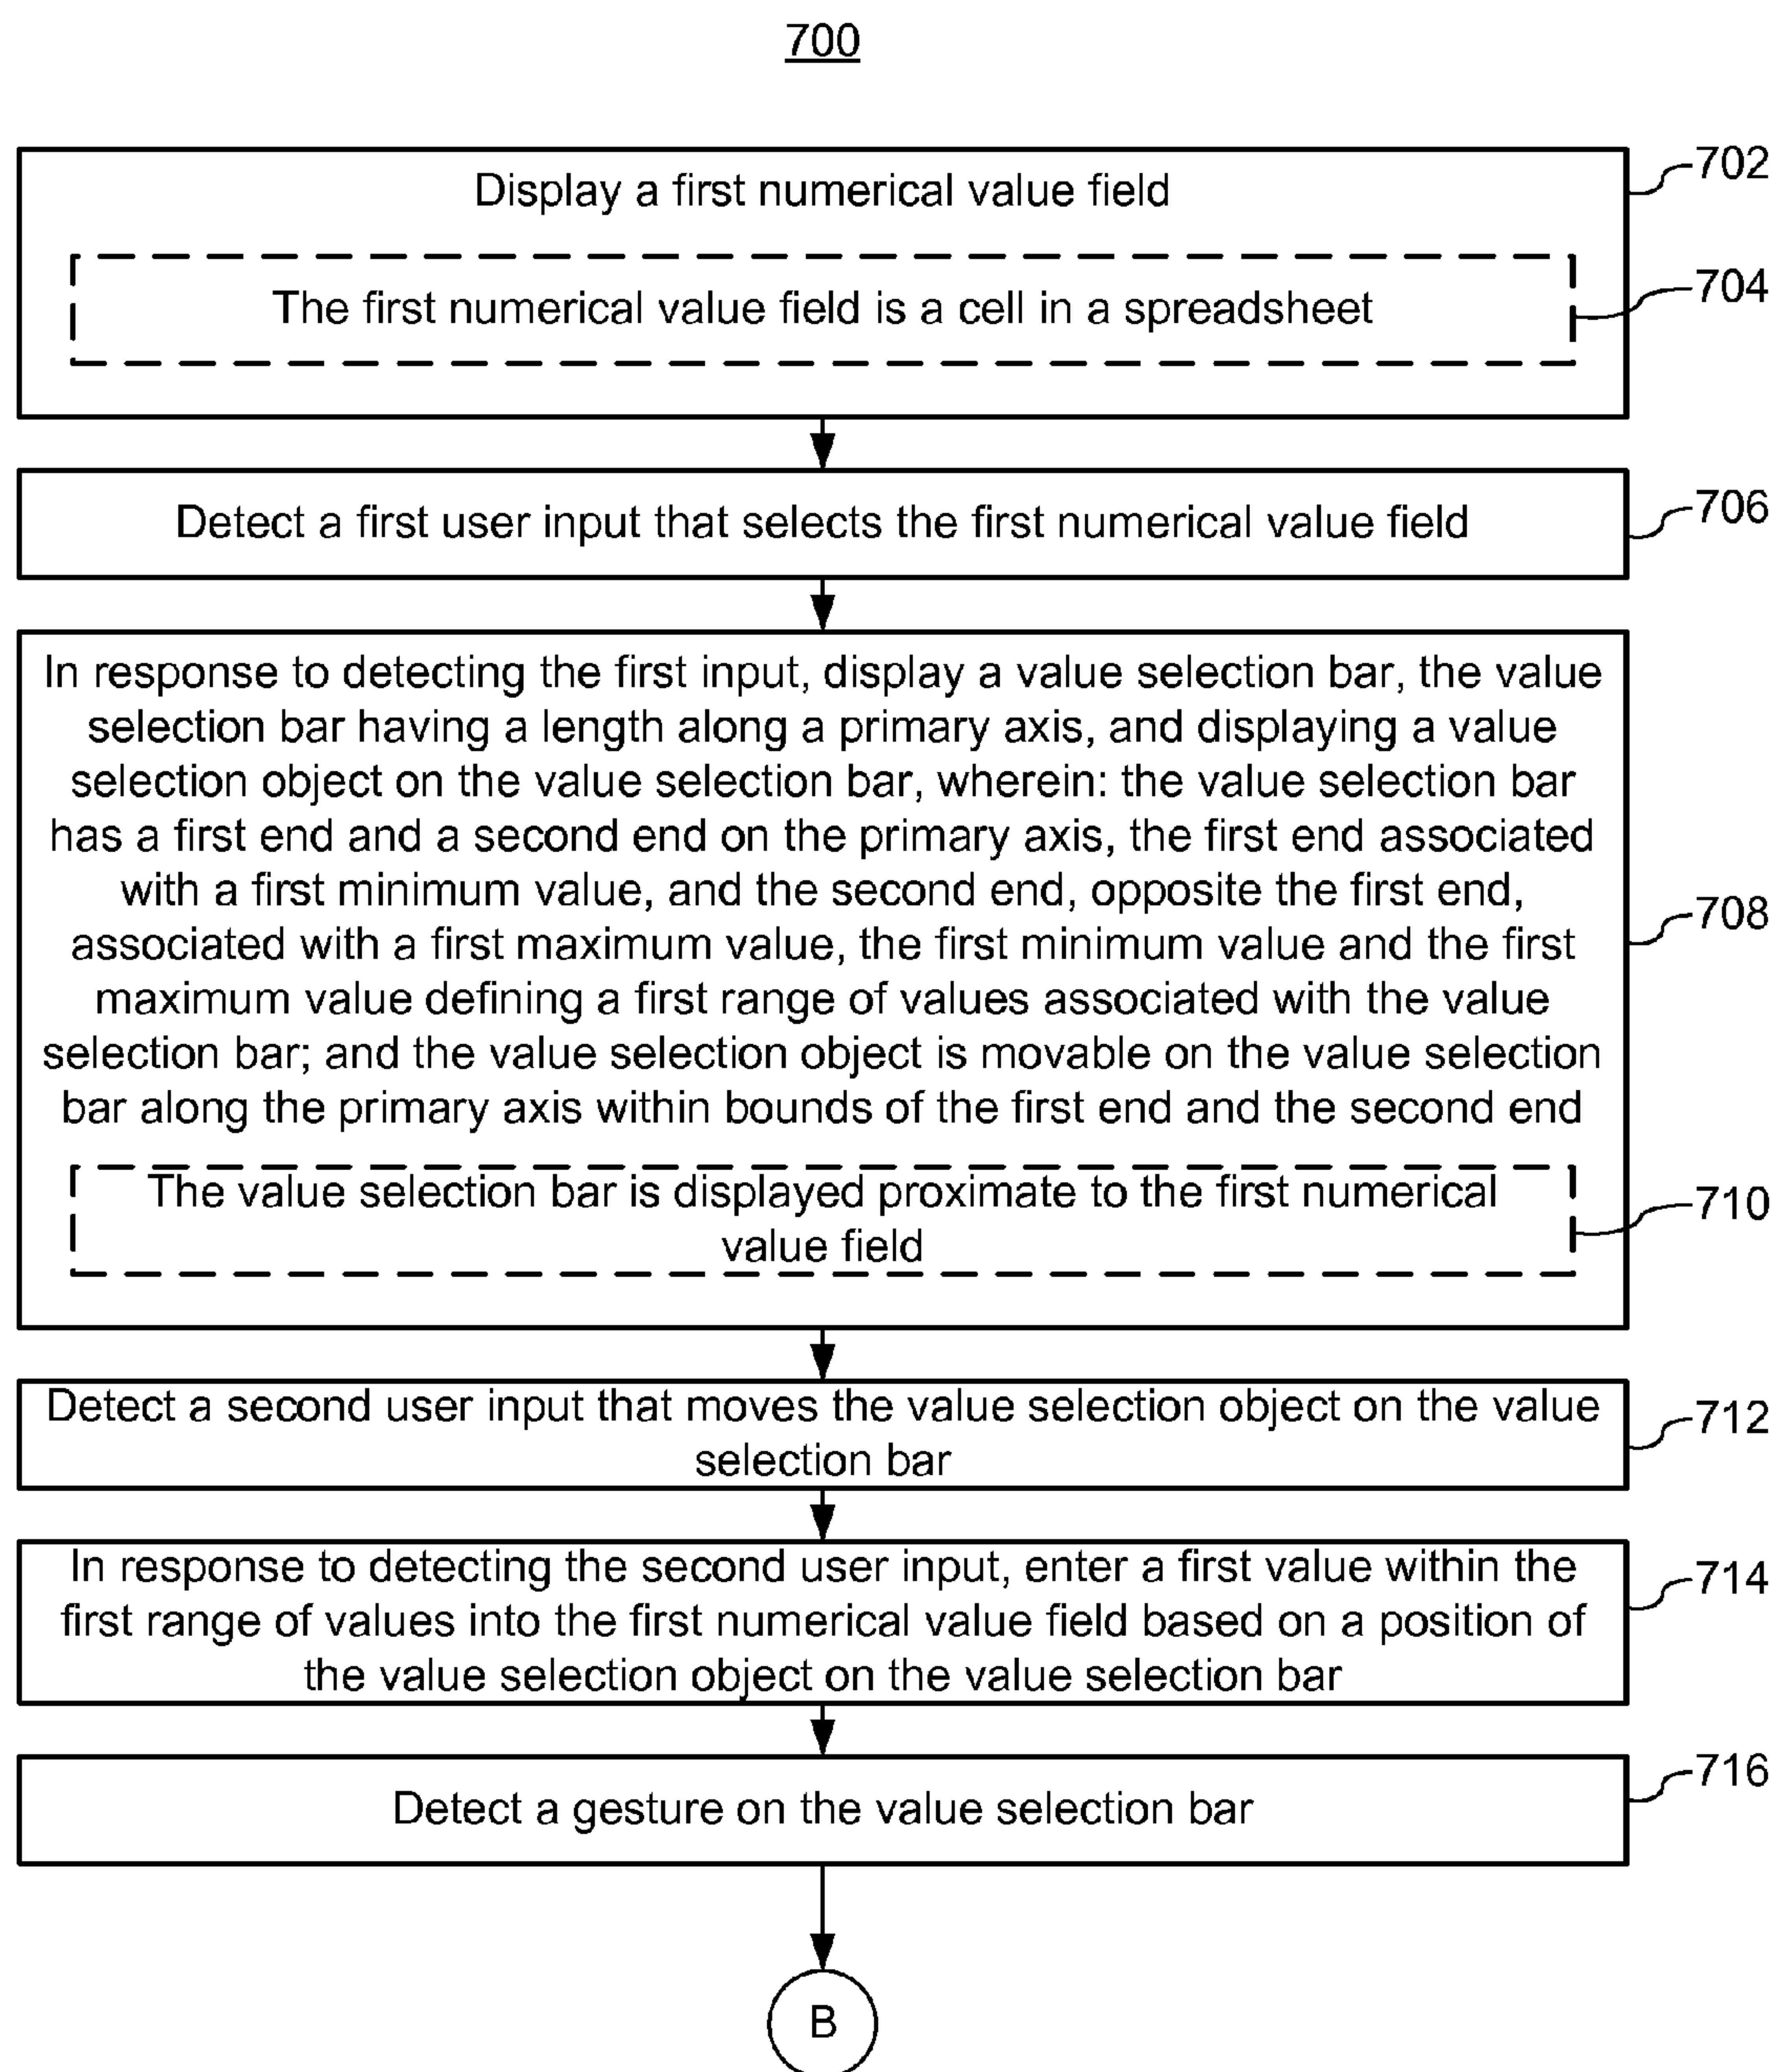 700
Display a first numerical value field
702
The first numerical value field is a cell in a spreadsheet
704
Detect a first user input that selects the first numerical value field
706
In response to detecting the first input, display a value selection bar, the value
selection bar having a length along a primary axis, and displaying a value
selection object on the value selection bar, wherein: the value selection bar
has a first end and a second end on the primary axis, the first end associated
with a first minimum value, and the second end, opposite the first end,
associated with a first maximum value, the first minimum value and the first
maximum value defining a first range of values associated with the value
selection bar; and the value selection object is movable on the value selection
bar along the primary axis within bounds of the first end and the second end
708
The value selection bar is displayed proximate to the first numerical
value field
710
Detect a second user input that moves the value selection object on the value
selection bar
712
In response to detecting the second user input, enter a first value within the
first range of values into the first numerical value field based on a position of
the value selection object on the value selection bar
714
Detect a gesture on the value selection bar
716
B